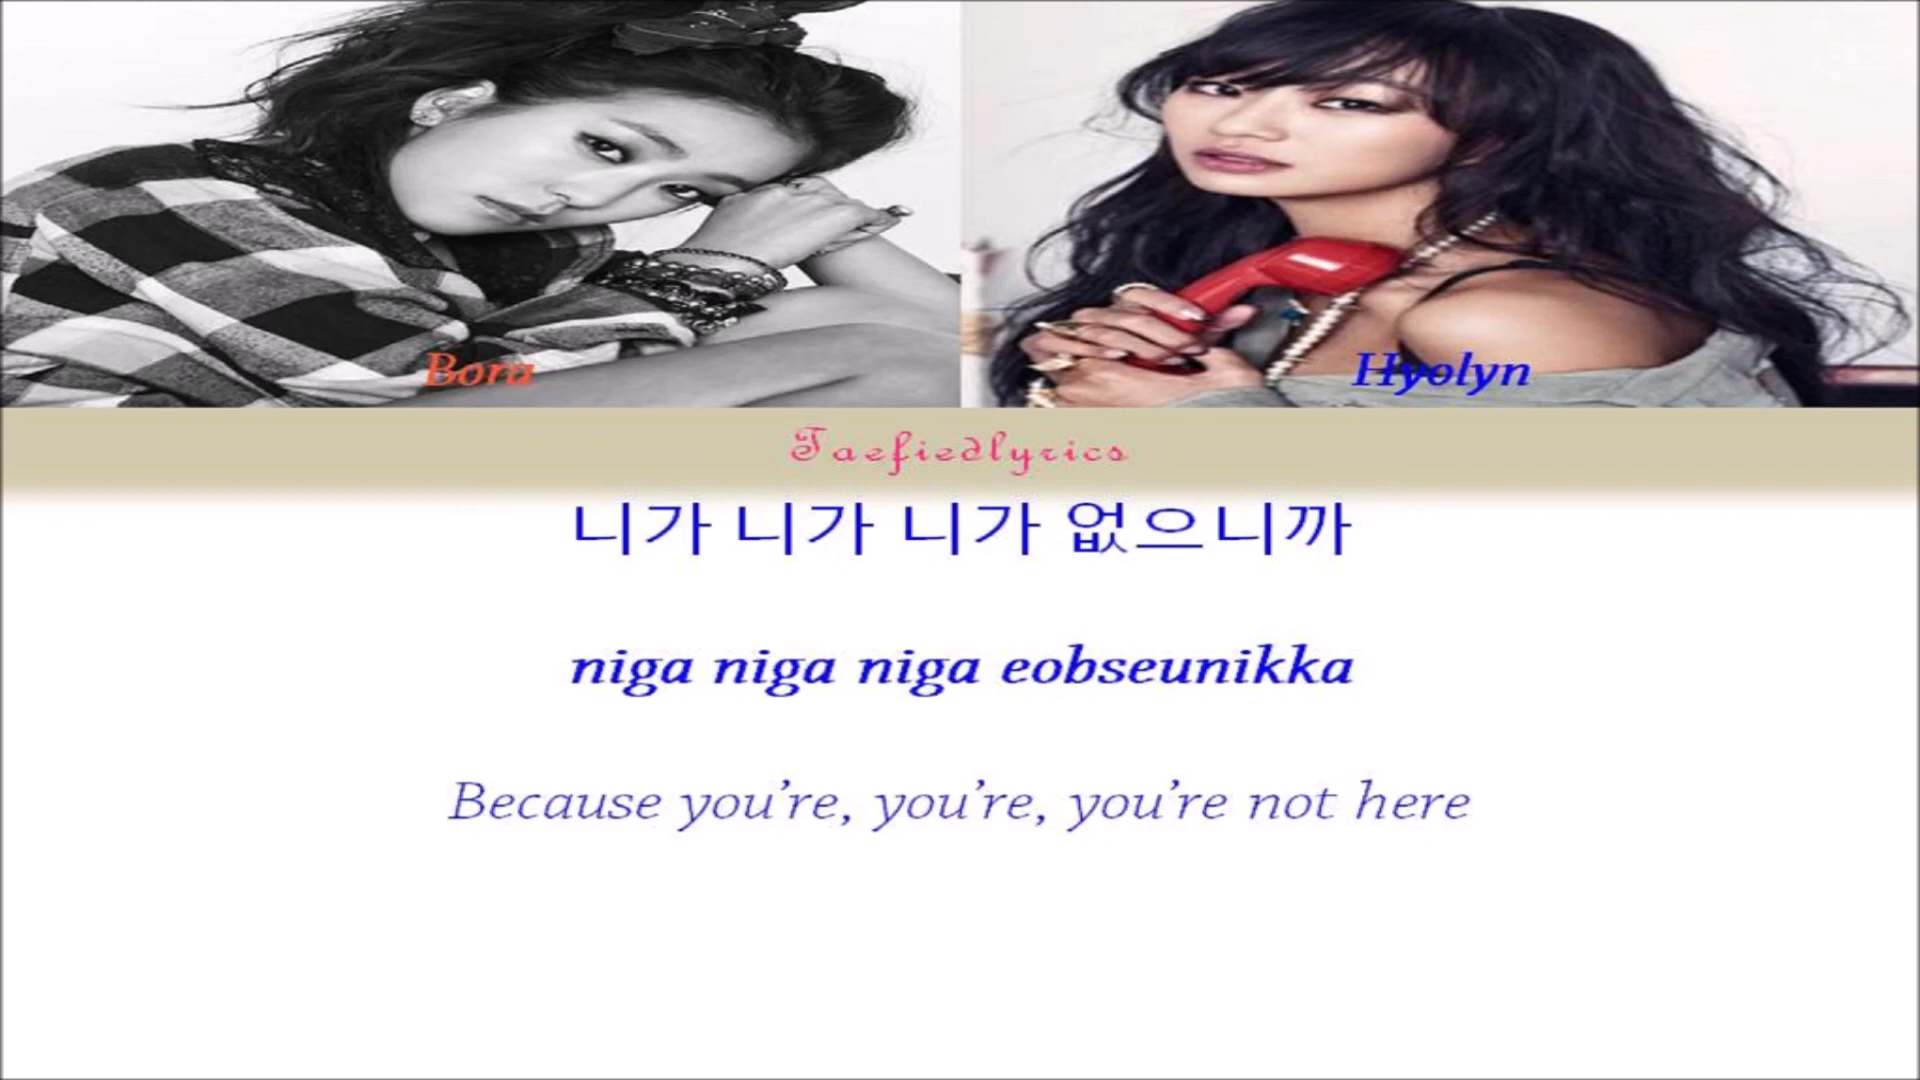 Bora
Hyolyn
Taefiedlyrics
니가 니가 니가 없으니까
niga niga niga eobseunikka
Because you’re, you’re, you’re not here